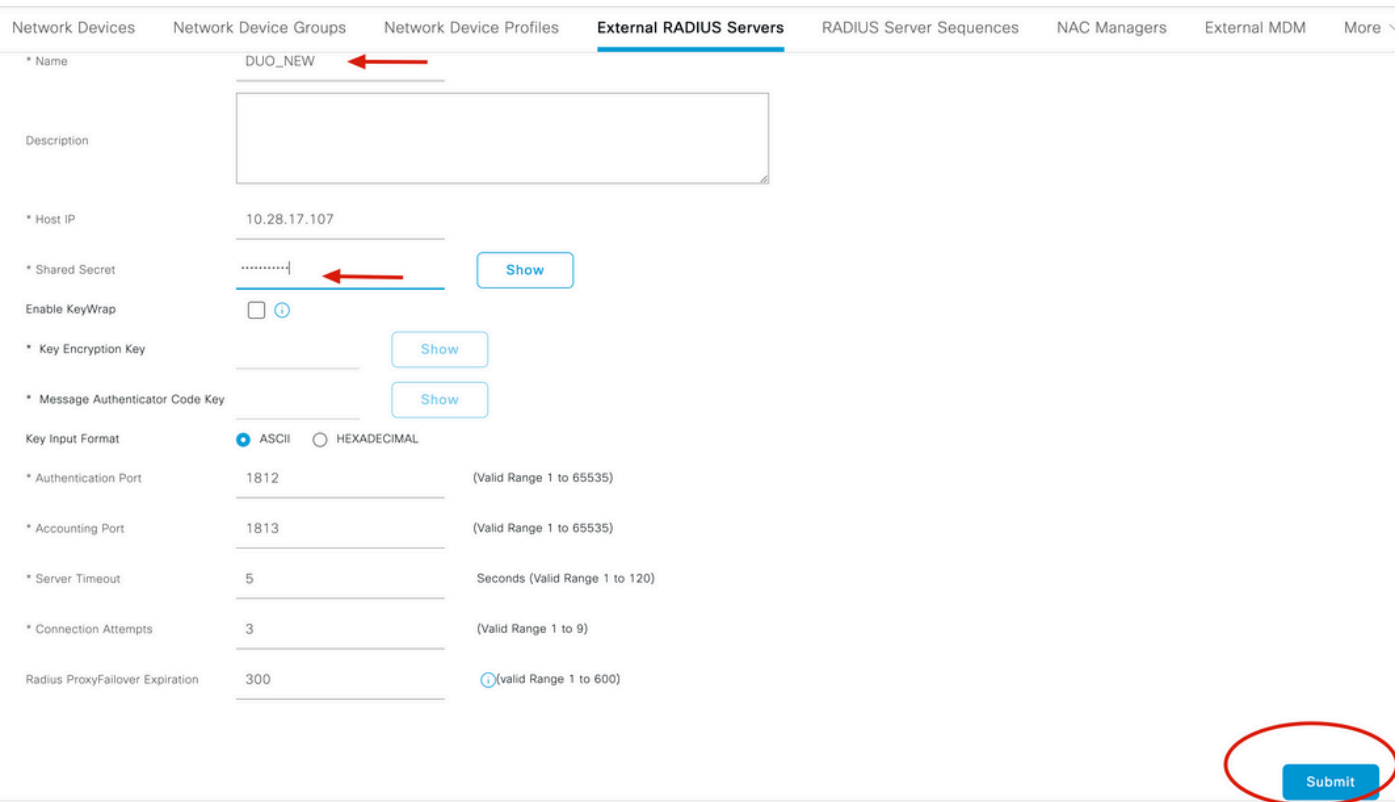 Network Devices Network Device Groups Network Device Profiles External RADIUS Servers RADIUS Server Sequences NAC Managers External MDM More
* Name DUO_NEW
Description
* Host IP 10.28.17.107
* Shared Secret ··········· Show
Enable KeyWrap
* Key Encryption Key Show
* Message Authenticator Code Key Show
Key Input Format ASCII HEXADECIMAL
* Authentication Port 1812 (Valid Range 1 to 65535)
* Accounting Port 1813 (Valid Range 1 to 65535)
* Server Timeout 5 Seconds (Valid Range 1 to 120)
* Connection Attempts 3 (Valid Range 1 to 9)
Radius ProxyFailover Expiration 300 (valid Range 1 to 600)
Submit